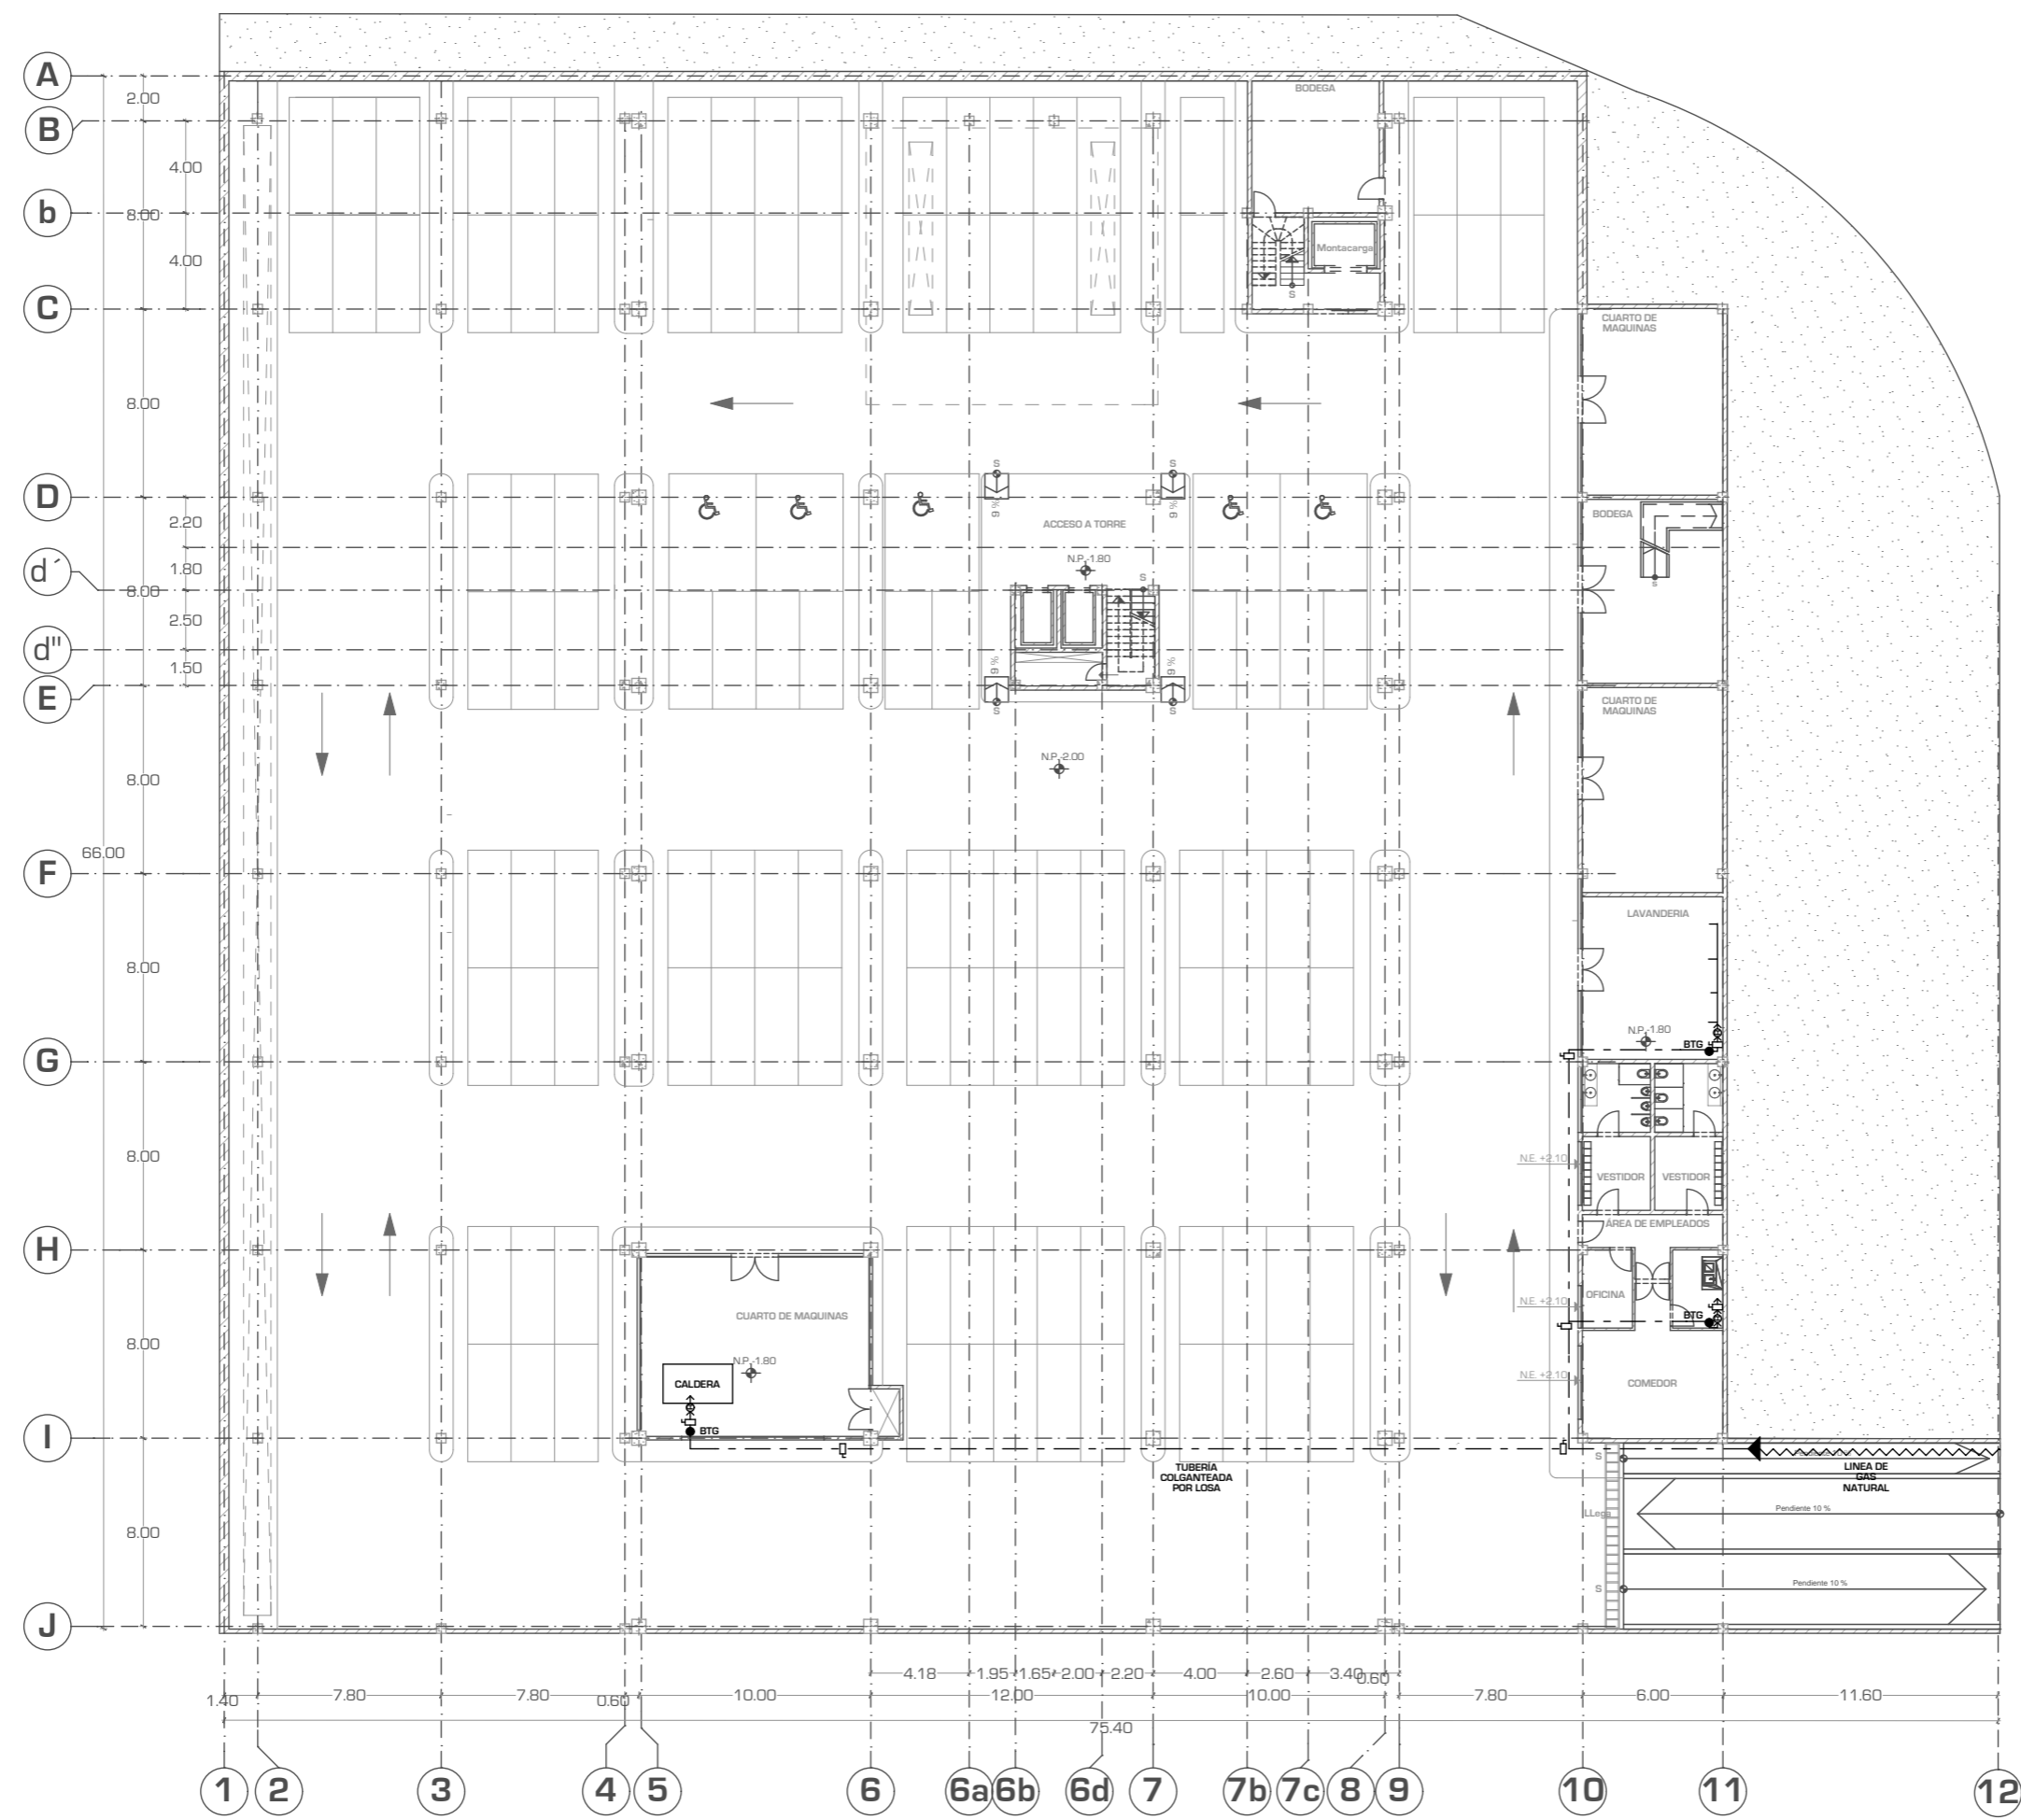 A
2.00
B
BODEGA
4.00
b
8.00
Montacarga
4.00
S
C
CUARTO DE
MAQUINAS
8.00
S
S
D
BODEGA
6 %
6 %
2.20
ACCESO A TORRE
N.P.-1.80
d´
1.80
8.00
S
S
2.50
d"
6 %
6 %
1.50
E
CUARTO DE
MAQUINAS
S
S
N.P.-2.00
8.00
66.00
F
LAVANDERIA
8.00
N.P.-1.80
BTG
G
8.00
N.E. +2.10
VESTIDOR
VESTIDOR
ÁREA DE EMPLEADOS
H
OFICINA
N.E. +2.10
CUARTO DE MAQUINAS
BTG
8.00
N.P.-1.80
CALDERA
N.E. +2.10
COMEDOR
BTG
I
S
TUBERÍA
COLGANTEADA
POR LOSA
LINEA DE
GAS
NATURAL
LLega
Pendiente 10 %
8.00
S
Pendiente 10 %
J
4.18
1.95
1.65
2.00
2.20
4.00
2.60
3.40
0.60
1.40
7.80
7.80
0.60
10.00
12.00
10.00
7.80
6.00
11.60
75.40
1
2
3
4
5
6
6a
6b
6d
7
7b
7c
8
9
10
11
12